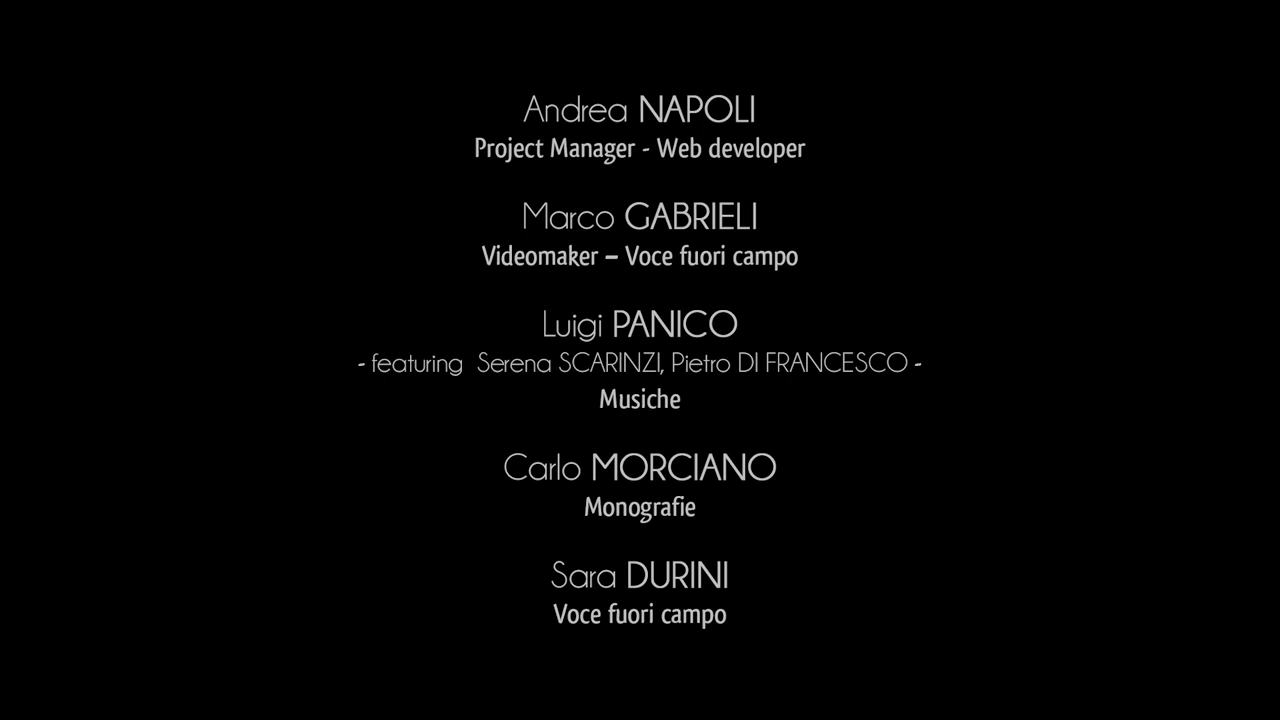 Andrea NAPOLI
Project Manager - Web developer
Marco GABRIELI
Videomaker – Voce fuori campo
Luigi PANICO
- featuring  Serena SCARINZI, Pietro DI FRANCESCO -
Musiche
Carlo MORCIANO
Monografie
Sara DURINI
Voce fuori campo